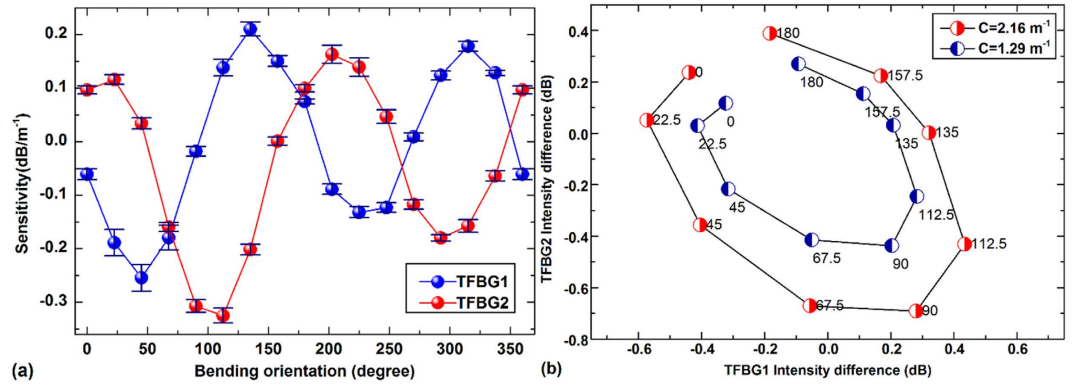 0.2
0.1
0.0
-0.1
-0.2
-0.3
Sensitivity(dB/m⁻¹)
TFBG1
TFBG2
0 50 100 150 200 250 300 350
Bending orientation (degree)
(a)
0.4
0.2
0.0
-0.2
-0.4
-0.6
-0.8
TFBG2 Intensity difference (dB)
C=2.16 m⁻¹
C=1.29 m⁻¹
180
0
157.5
22.5
135
45
112.5
67.5
90
180
157.5
0
135
22.5
45
112.5
67.5
90
-0.6 -0.4 -0.2 0.0 0.2 0.4 0.6
TFBG1 Intensity difference (dB)
(b)